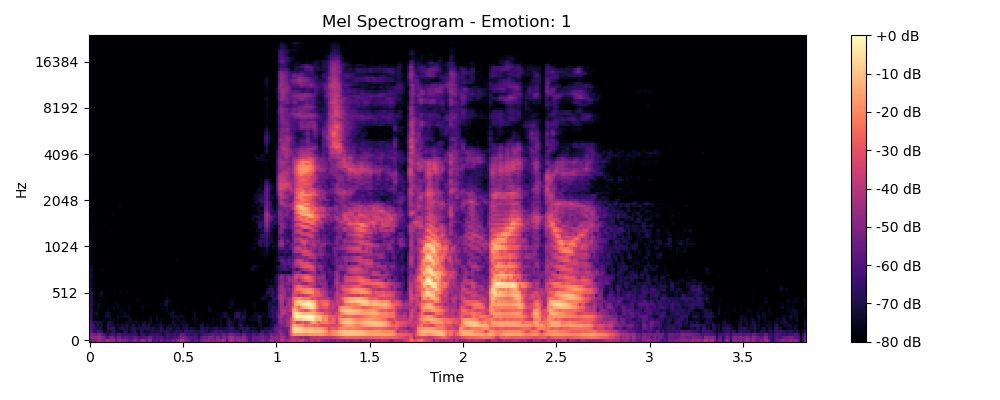 Mel Spectrogram - Emotion: 1
Hz
16384
8192
4096
2048
1024
512
0
0 0.5 1 1.5 2 2.5 3 3.5
Time
+0 dB
-10 dB
-20 dB
-30 dB
-40 dB
-50 dB
-60 dB
-70 dB
-80 dB